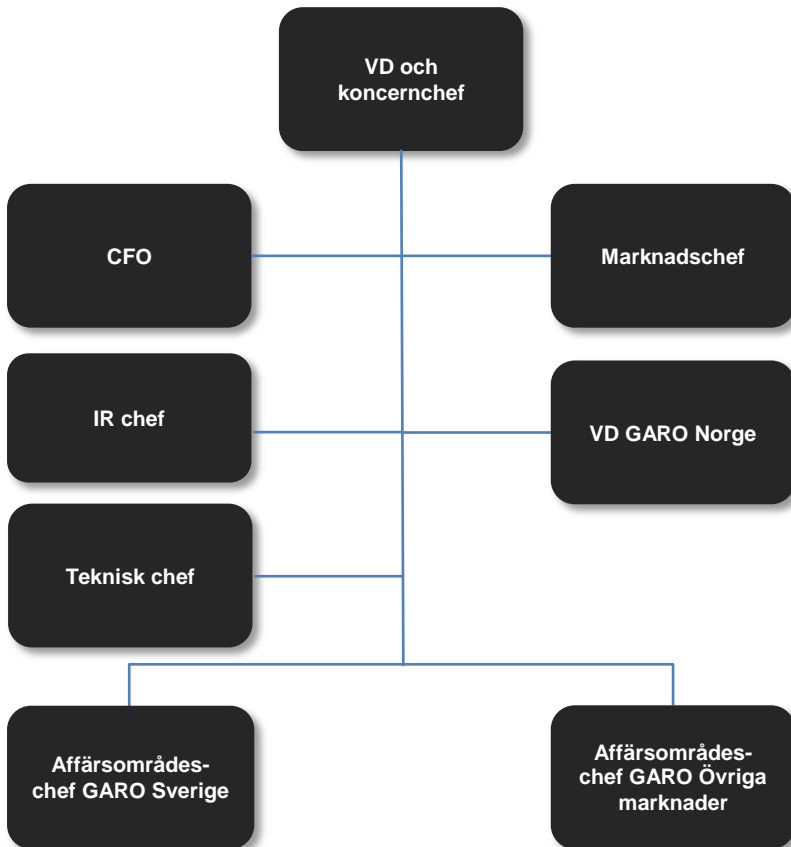 VD och
koncernchef
CFO
Marknadschef
IR chef
VD GARO Norge
Teknisk chef
Affärsområdes-
chef GARO Sverige
Affärsområdes-
chef GARO Övriga
marknader